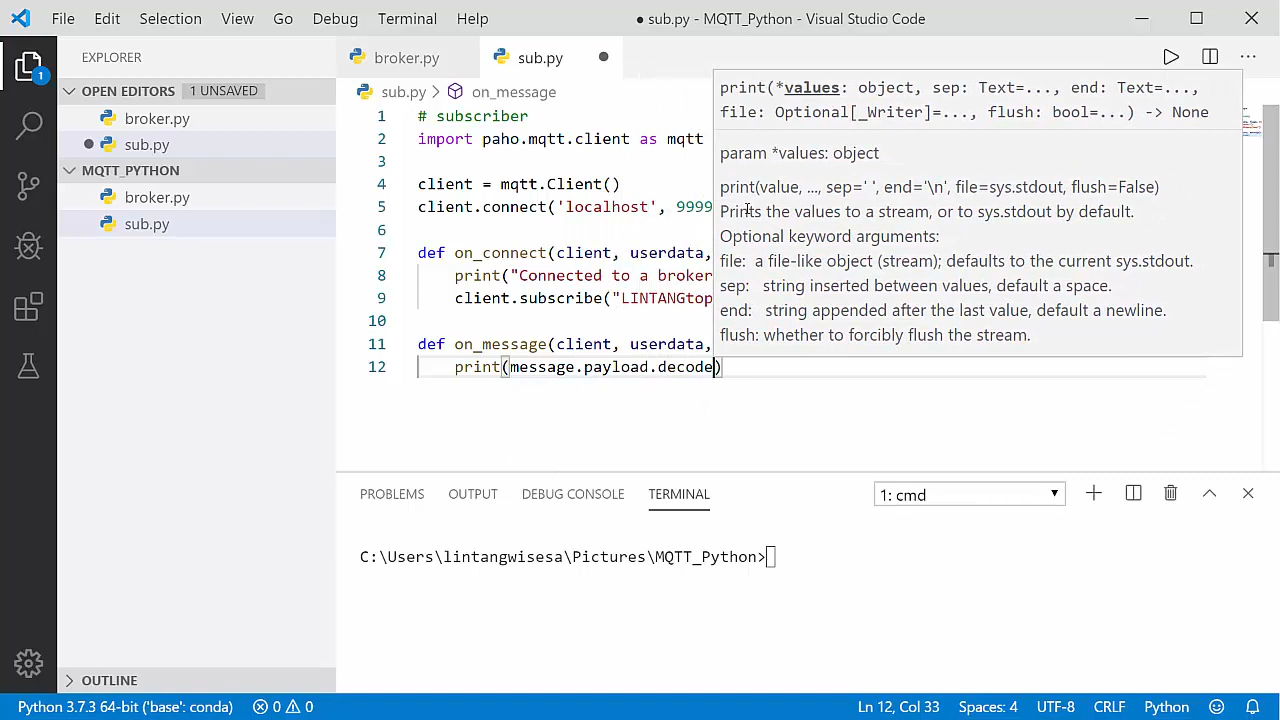 File Edit Selection View Go Debug Terminal Help ● sub.py - MQTT_Python - Visual Studio Code
EXPLORER
1
OPEN EDITORS 1 UNSAVED
broker.py
sub.py
MQTT_PYTHON
broker.py
sub.py
OUTLINE
broker.py sub.py
sub.py > on_message
1 # subscriber
2 import paho.mqtt.client as mqtt
3
4 client = mqtt.Client()
5 client.connect('localhost', 9999
6
7 def on_connect(client, userdata,
8 print("Connected to a broker
9 client.subscribe("LINTANGtop
10
11 def on_message(client, userdata,
12 print(message.payload.decode)
print(*values: object, sep: Text=..., end: Text=...,
file: Optional[_Writer]=..., flush: bool=...) -> None
param *values: object
print(value, ..., sep=' ', end='\n', file=sys.stdout, flush=False)
Prints the values to a stream, or to sys.stdout by default.
Optional keyword arguments:
file: a file-like object (stream); defaults to the current sys.stdout.
sep: string inserted between values, default a space.
end: string appended after the last value, default a newline.
flush: whether to forcibly flush the stream.
PROBLEMS OUTPUT DEBUG CONSOLE TERMINAL 1: cmd
C:\Users\lintangwisesa\Pictures\MQTT_Python>
Python 3.7.3 64-bit ('base': conda) 0 0 Ln 12, Col 33 Spaces: 4 UTF-8 CRLF Python